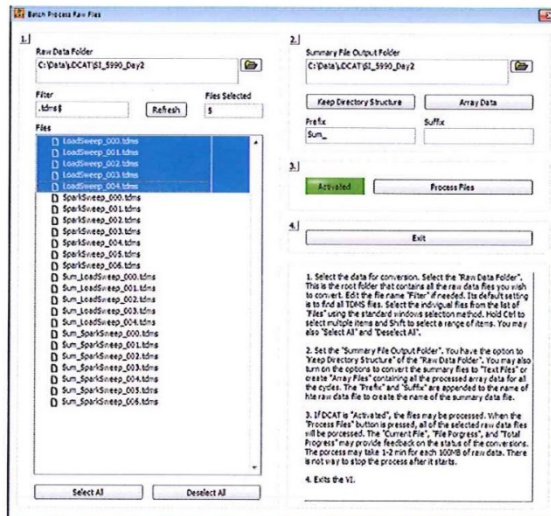 Batch Process Raw Files
1.
Raw Data Folder
C:\Data\DCAT\SI_5990_Day2
Filter
Files Selected
.tdms$
Refresh
5
Files
LoadSweep_000.tdms
LoadSweep_001.tdms
LoadSweep_002.tdms
LoadSweep_003.tdms
LoadSweep_004.tdms
SparkSweep_000.tdms
SparkSweep_001.tdms
SparkSweep_002.tdms
SparkSweep_003.tdms
SparkSweep_004.tdms
SparkSweep_005.tdms
SparkSweep_006.tdms
Sum_LoadSweep_000.tdms
Sum_LoadSweep_001.tdms
Sum_LoadSweep_002.tdms
Sum_LoadSweep_003.tdms
Sum_LoadSweep_004.tdms
Sum_SparkSweep_000.tdms
Sum_SparkSweep_001.tdms
Sum_SparkSweep_002.tdms
Sum_SparkSweep_003.tdms
Sum_SparkSweep_004.tdms
Sum_SparkSweep_005.tdms
Sum_SparkSweep_006.tdms
Select All
Deselect All
2.
Summary File Output Folder
C:\Data\DCAT\SI_5990_Day2
Keep Directory Structure
Array Data
Prefix
Suffix
Sum_
3.
Activated
Process Files
4.
Exit
1. Select the data for conversion. Select the "Raw Data Folder".
This is the root folder that contains all the raw data files you wish
to convert. Edit the file name "Filter" if needed. Its default setting
is to find all TDMS files. Select the individual files from the list of
"Files" using the standard windows selection method. Hold Ctrl to
select multiple items and Shift to select a range of items. You may
also "Select All" and "Deselect All".
2. Set the "Summary File Output Folder". You have the option to
"Keep Directory Structure" of the "Raw Data Folder". You may also
turn on the options to convert the summary files to "Text Files" or
create "Array Files" containing all the processed array data for all
the cycles. The "Prefix" and "Suffix" are appended to the name of
hte raw data file to create the name of the summary data file.
3. If DCAT is "Activated", the files may be processed. When the
"Process Files" button is pressed, all of the selected raw data files
will be porcessed. The "Current File", "File Porgress", and "Total
Progress" may provide feedback on the status of the conversions.
The porcess may take 1-2 min for each 100MB of raw data. There
is not way to stop the process after it starts.
4. Exits the VI.